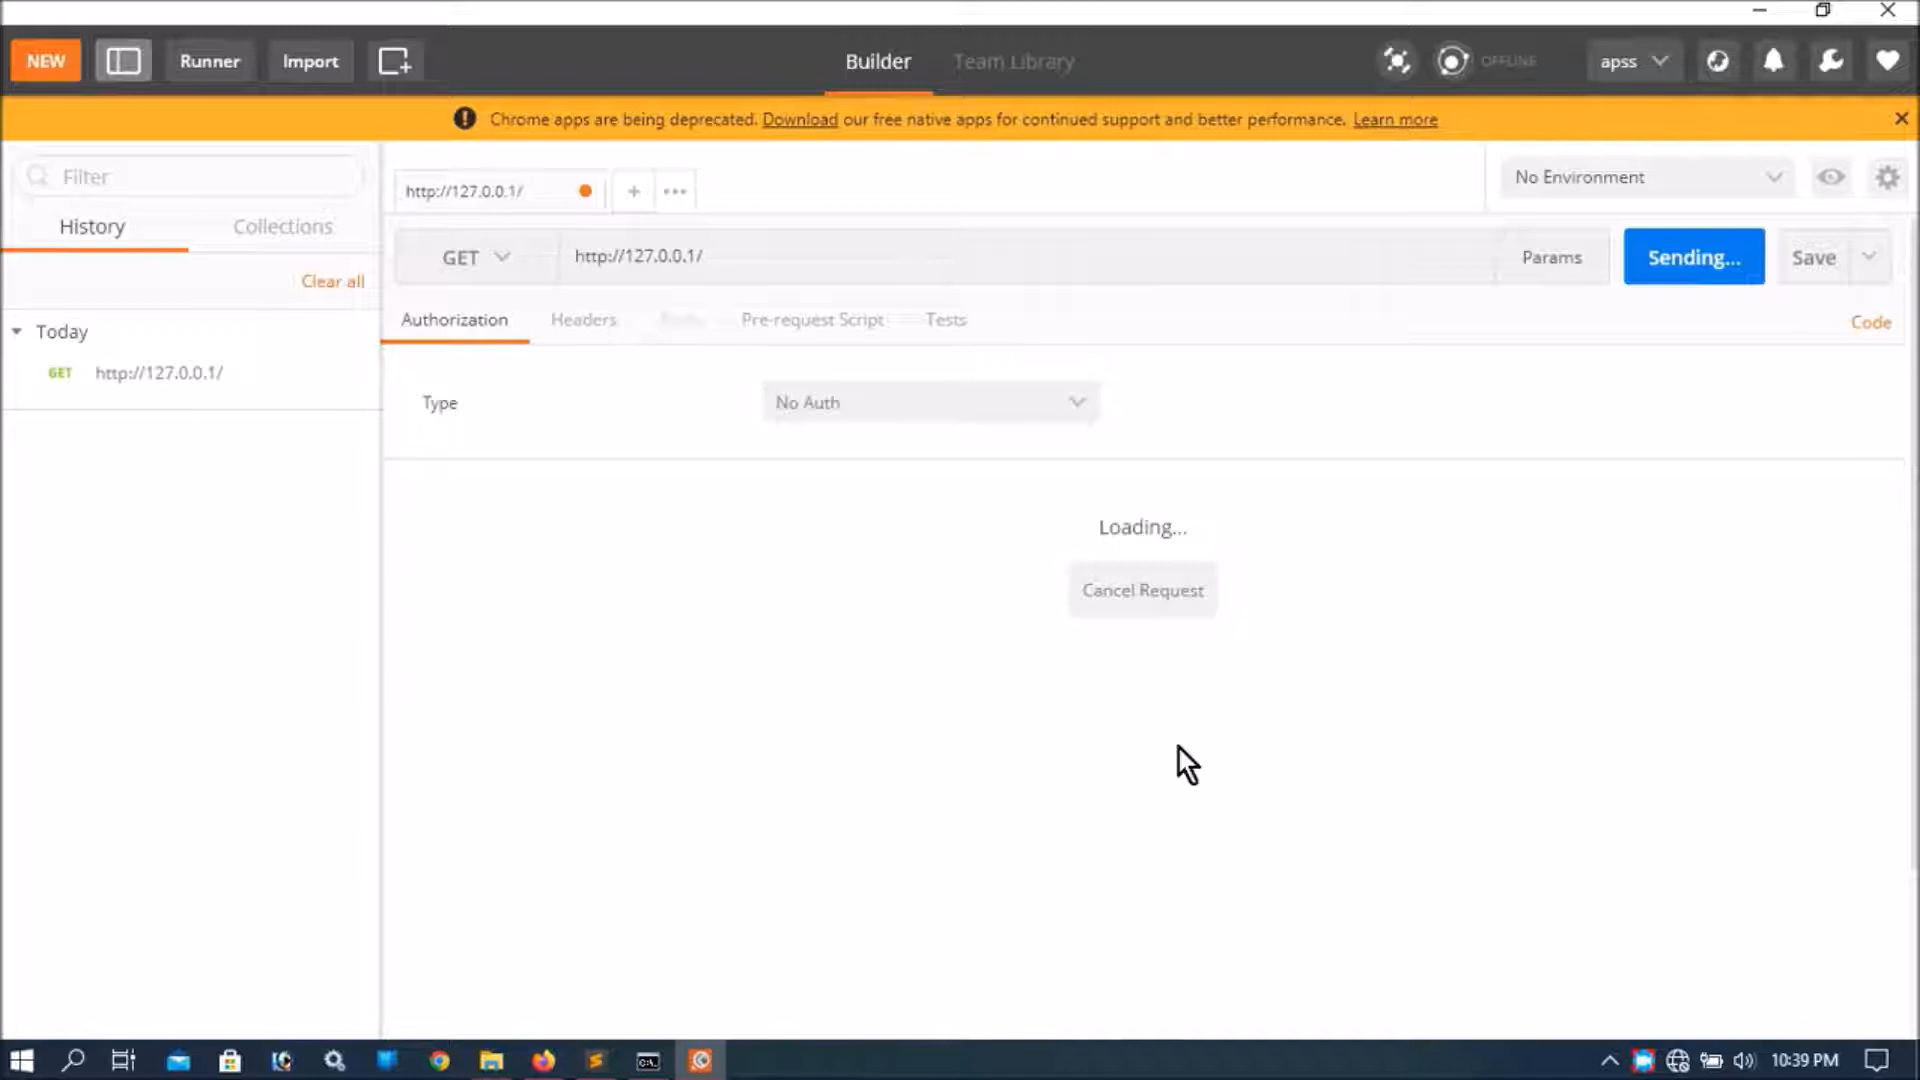 NEW Runner Import Builder Team Library OFFLINE apss
Chrome apps are being deprecated. Download our free native apps for continued support and better performance. Learn more
Filter
http://127.0.0.1/ + •••
No Environment
History Collections
GET http://127.0.0.1/ Params Sending... Save
Clear all
Authorization Headers Pre-request Script Tests Code
Today
GET http://127.0.0.1/
Type No Auth
Loading...
Cancel Request
10:39 PM